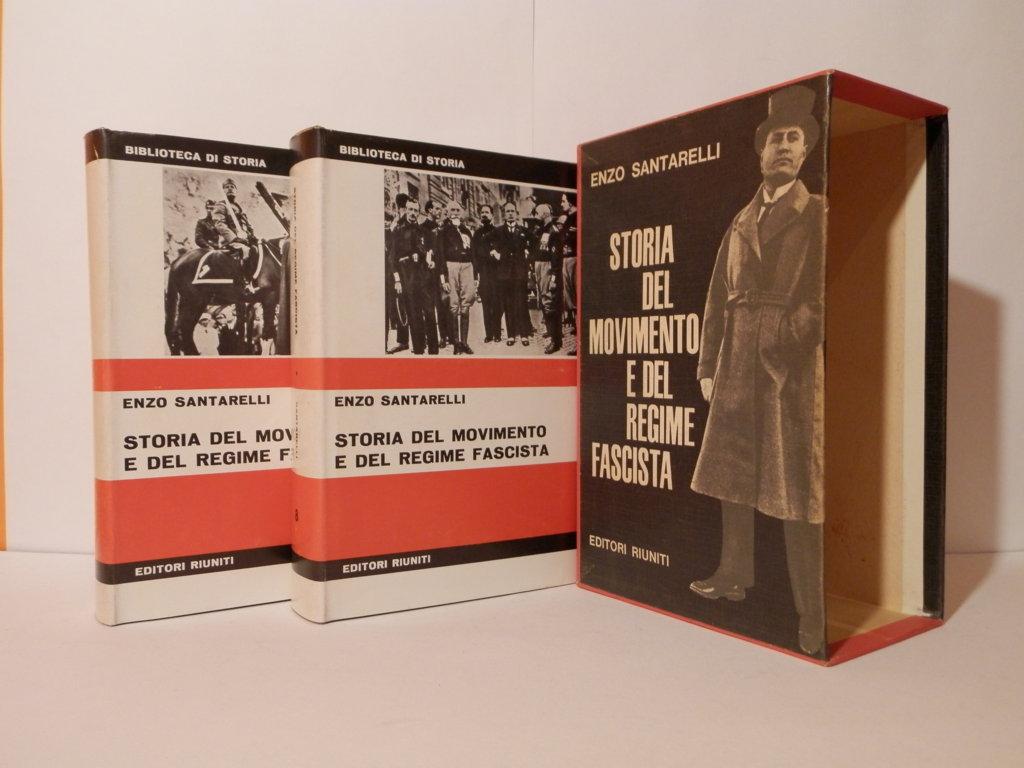 BIBLIOTECA DI STORIA
ENZO SANTARELLI
STORIA DEL MOV
E DEL REGIME F
EDITORI RIUNITI
BIBLIOTECA DI STORIA
ENZO SANTARELLI
STORIA DEL MOVIMENTO
E DEL REGIME FASCISTA
EDITORI RIUNITI
8
ENZO SANTARELLI
STORIA
DEL
MOVIMENTO
E DEL
REGIME
FASCISTA
EDITORI RIUNITI